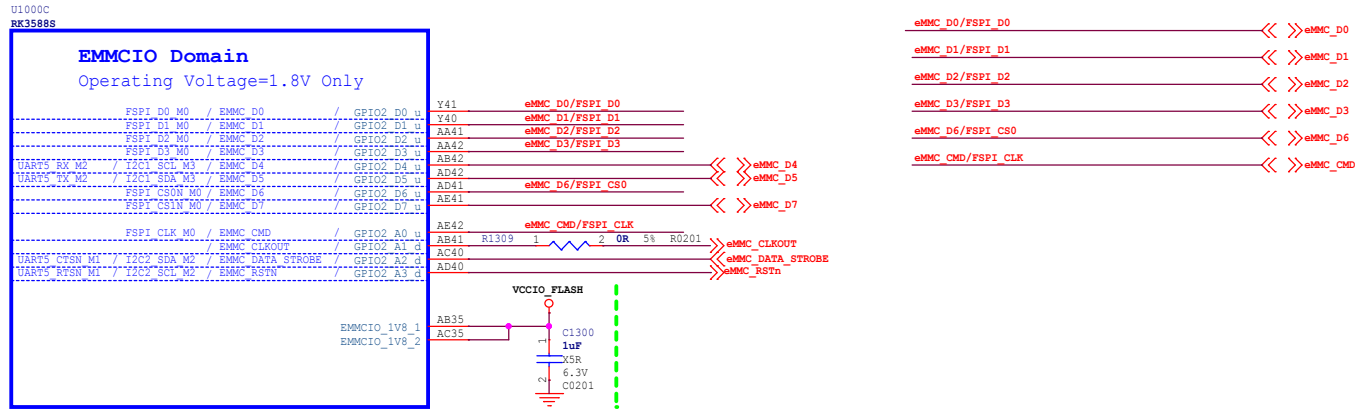 U1000C
RK3588S
EMMCIO Domain
Operating Voltage=1.8V Only
FSPI_D0_M0 / EMMC_D0 / GPIO2_D0_u Y41 eMMC_D0/FSPI_D0
FSPI_D1_M0 / EMMC_D1 / GPIO2_D1_u Y40 eMMC_D1/FSPI_D1
FSPI_D2_M0 / EMMC_D2 / GPIO2_D2_u AA41 eMMC_D2/FSPI_D2
FSPI_D3_M0 / EMMC_D3 / GPIO2_D3_u AA42 eMMC_D3/FSPI_D3
UART5_RX_M2 / I2C1_SCL_M3 / EMMC_D4 / GPIO2_D4_u AB42 eMMC_D4
UART5_TX_M2 / I2C1_SDA_M3 / EMMC_D5 / GPIO2_D5_u AD42 eMMC_D5
FSPI_CS0N_M0 / EMMC_D6 / GPIO2_D6_u AD41 eMMC_D6/FSPI_CS0
FSPI_CS1N_M0 / EMMC_D7 / GPIO2_D7_u AE41 eMMC_D7
FSPI_CLK_M0 / EMMC_CMD / GPIO2_A0_u AE42 eMMC_CMD/FSPI_CLK
/ EMMC_CLKOUT / GPIO2_A1_d AB41 R1309 1 2 0R 5% R0201 eMMC_CLKOUT
UART5_CTSN_M1 / I2C2_SDA_M2 / EMMC_DATA_STROBE / GPIO2_A2_d AC40 eMMC_DATA_STROBE
UART5_RTSN_M1 / I2C2_SCL_M2 / EMMC_RSTN / GPIO2_A3_d AD40 eMMC_RSTn
VCCIO_FLASH
EMMCIO_1V8_1 AB35
EMMCIO_1V8_2 AC35
C1300
1
1uF
X5R
6.3V
2
C0201
eMMC_D0/FSPI_D0 eMMC_D0
eMMC_D1/FSPI_D1 eMMC_D1
eMMC_D2/FSPI_D2 eMMC_D2
eMMC_D3/FSPI_D3 eMMC_D3
eMMC_D6/FSPI_CS0 eMMC_D6
eMMC_CMD/FSPI_CLK eMMC_CMD